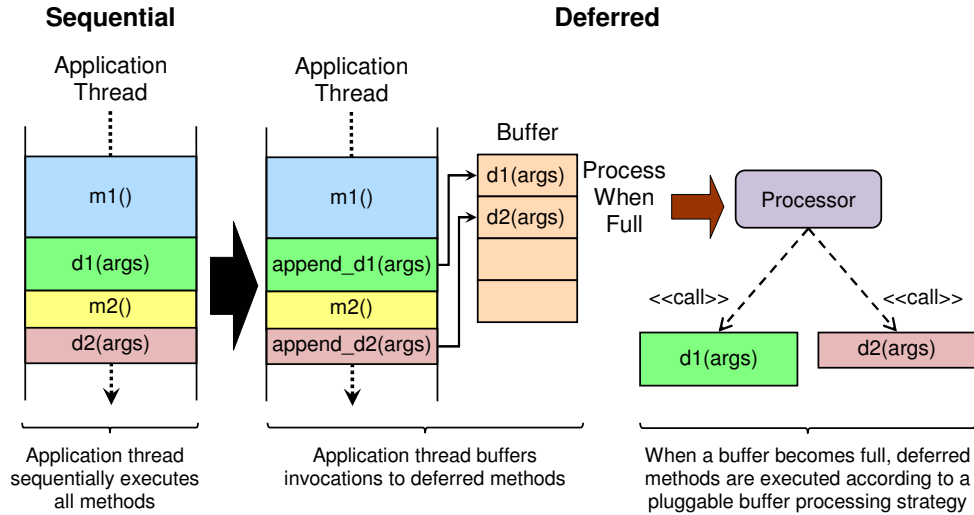 Sequential
Deferred
Application
Thread
m1()
d1(args)
m2()
d2(args)
Application thread
sequentially executes
all methods
Application
Thread
m1()
append_d1(args)
m2()
append_d2(args)
Buffer
d1(args)
d2(args)
Application thread buffers
invocations to deferred methods
Process
When
Full
Processor
<<call>>
<<call>>
d1(args)
d2(args)
When a buffer becomes full, deferred
methods are executed according to a
pluggable buffer processing strategy